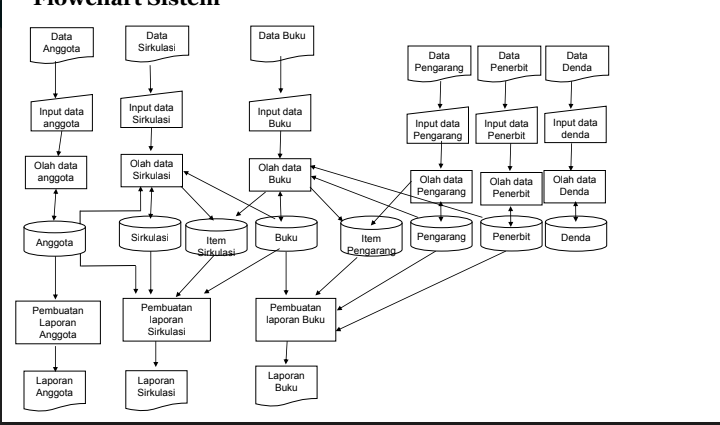 Flowchart Sistem
Data
Anggota
Data
Sirkulasi
Data Buku
Data
Pengarang
Data
Penerbit
Data
Denda
Input data
anggota
Input data
Sirkulasi
Input data
Buku
Input data
Pengarang
Input data
Penerbit
Input data
denda
Olah data
anggota
Olah data
Sirkulasi
Olah data
Buku
Olah data
Pengarang
Olah data
Penerbit
Olah data
Denda
Anggota
Sirkulasi
Item
Sirkulasi
Buku
Item
Pengarang
Pengarang
Penerbit
Denda
Pembuatan
Laporan
Anggota
Pembuatan
laporan
Sirkulasi
Pembuatan
laporan Buku
Laporan
Anggota
Laporan
Sirkulasi
Laporan
Buku